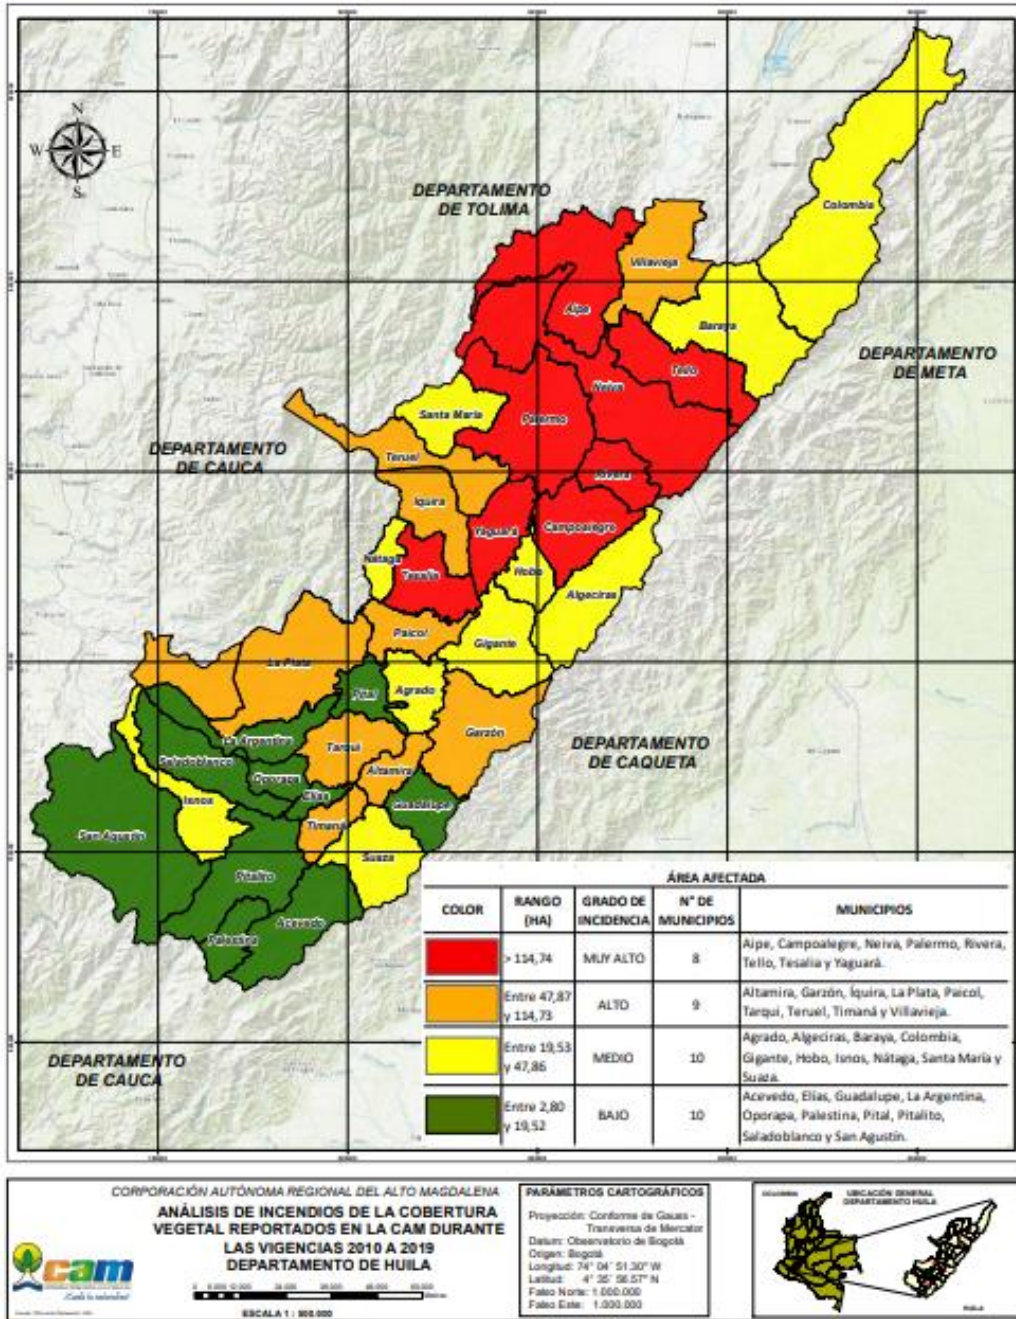 N
W
E
S
DEPARTAMENTO
DE TOLIMA
Colombia
Villavieja
Aipe
Baraya
DEPARTAMENTO
DE META
Tello
Neiva
Santa María
Palermo
DEPARTAMENTO
DE CAUCA
Teruel
Rivera
Iquira
Yaguará
Campoalegre
Nátaga
Tesalia
Hobo
Algeciras
Paicol
Gigante
La Plata
Pital
Agrado
Garzón
La Argentina
Tarqui
DEPARTAMENTO
DE CAQUETA
Saladoblanco
Oporapa
Altamira
Elías
Isnos
Guadalupe
Timaná
San Agustín
Suaza
Pitalito
Acevedo
Palestina
DEPARTAMENTO
DE CAUCA
ÁREA AFECTADA
COLOR
RANGO (HA)
GRADO DE INCIDENCIA
N° DE MUNICIPIOS
MUNICIPIOS
> 114,74
MUY ALTO
8
Aipe, Campoalegre, Neiva, Palermo, Rivera,
Tello, Tesalia y Yaguará.
Entre 47,87
y 114,73
ALTO
9
Altamira, Garzón, Íquira, La Plata, Paicol,
Tarqui, Teruel, Timaná y Villavieja.
Entre 19,53
y 47,86
MEDIO
10
Agrado, Algeciras, Baraya, Colombia,
Gigante, Hobo, Isnos, Nátaga, Santa María y
Suaza.
Entre 2,80
y 19,52
BAJO
10
Acevedo, Elías, Guadalupe, La Argentina,
Oporapa, Palestina, Pital, Pitalito,
Saladoblanco y San Agustín.
CORPORACIÓN AUTÓNOMA REGIONAL DEL ALTO MAGDALENA
ANÁLISIS DE INCENDIOS DE LA COBERTURA
VEGETAL REPORTADOS EN LA CAM DURANTE
LAS VIGENCIAS 2010 A 2019
DEPARTAMENTO DE HUILA
cam
ESCALA 1 : 500.000
PARÁMETROS CARTOGRÁFICOS
Proyección: Conforme de Gauss -
Transversa de Mercator
Datum: Observatorio de Bogotá
Origen: Bogotá
Longitud: 74° 04' 51.30" W
Latitud: 4° 35' 56.57" N
Falso Norte: 1.000.000
Falso Este: 1.000.000
COLOMBIA
UBICACIÓN GENERAL
DEPARTAMENTO HUILA
HUILA